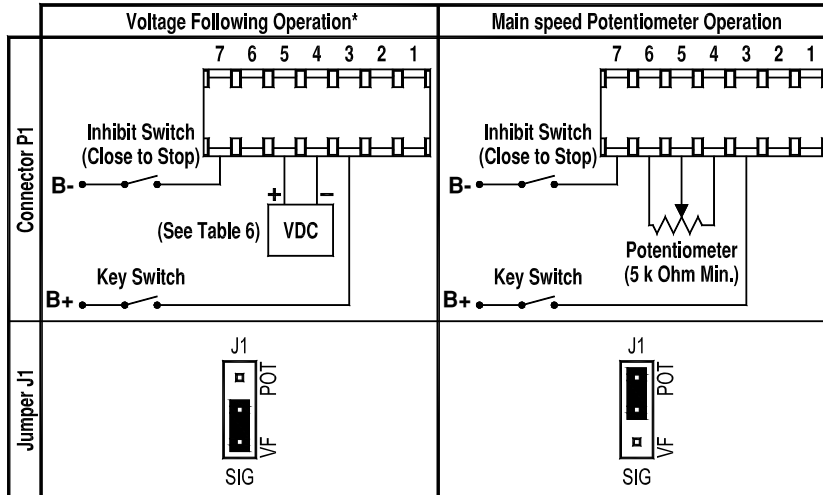 Voltage Following Operation*
Main speed Potentiometer Operation
Connector P1
7 6 5 4 3 2 1
Inhibit Switch
(Close to Stop)
B-
+ −
(See Table 6)
VDC
Key Switch
B+
7 6 5 4 3 2 1
Inhibit Switch
(Close to Stop)
B-
Potentiometer
(5 k Ohm Min.)
Key Switch
B+
Jumper J1
J1
POT
VF
SIG
J1
POT
VF
SIG